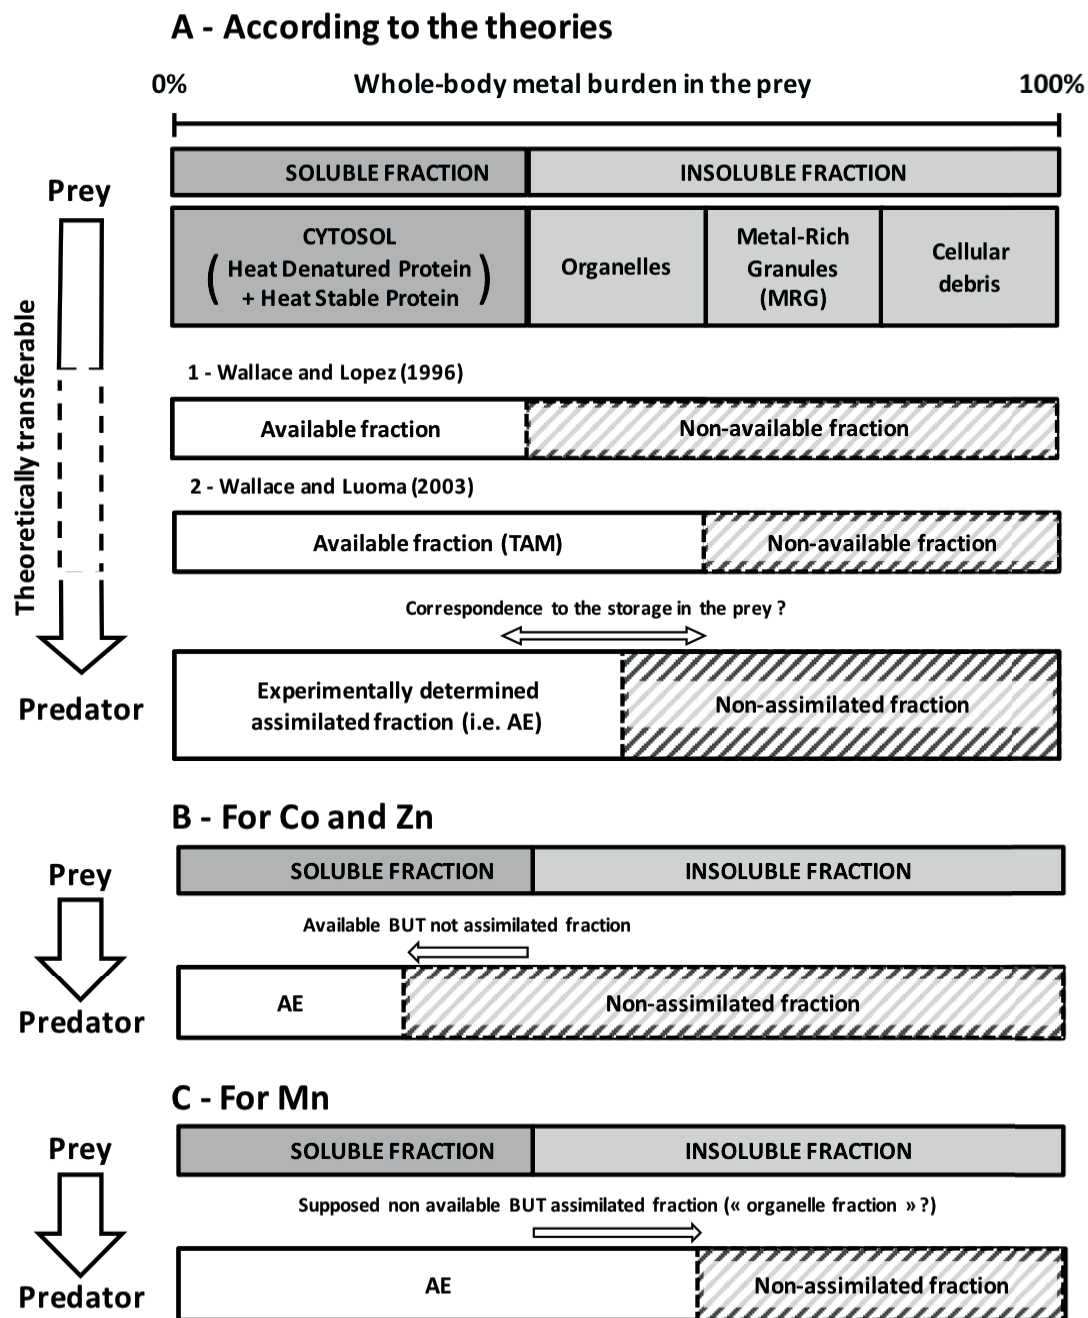 A - According to the theories
0%
Whole-body metal burden in the prey
100%
SOLUBLE FRACTION
INSOLUBLE FRACTION
Prey
CYTOSOL
( Heat Denatured Protein
+ Heat Stable Protein )
Organelles
Metal-Rich
Granules
(MRG)
Cellular
debris
Theoretically transferable
1 - Wallace and Lopez (1996)
Available fraction
Non-available fraction
2 - Wallace and Luoma (2003)
Available fraction (TAM)
Non-available fraction
Correspondence to the storage in the prey ?
Experimentally determined
assimilated fraction (i.e. AE)
Non-assimilated fraction
Predator
B - For Co and Zn
SOLUBLE FRACTION
INSOLUBLE FRACTION
Prey
Available BUT not assimilated fraction
AE
Non-assimilated fraction
Predator
C - For Mn
SOLUBLE FRACTION
INSOLUBLE FRACTION
Prey
Supposed non available BUT assimilated fraction (« organelle fraction » ?)
AE
Non-assimilated fraction
Predator